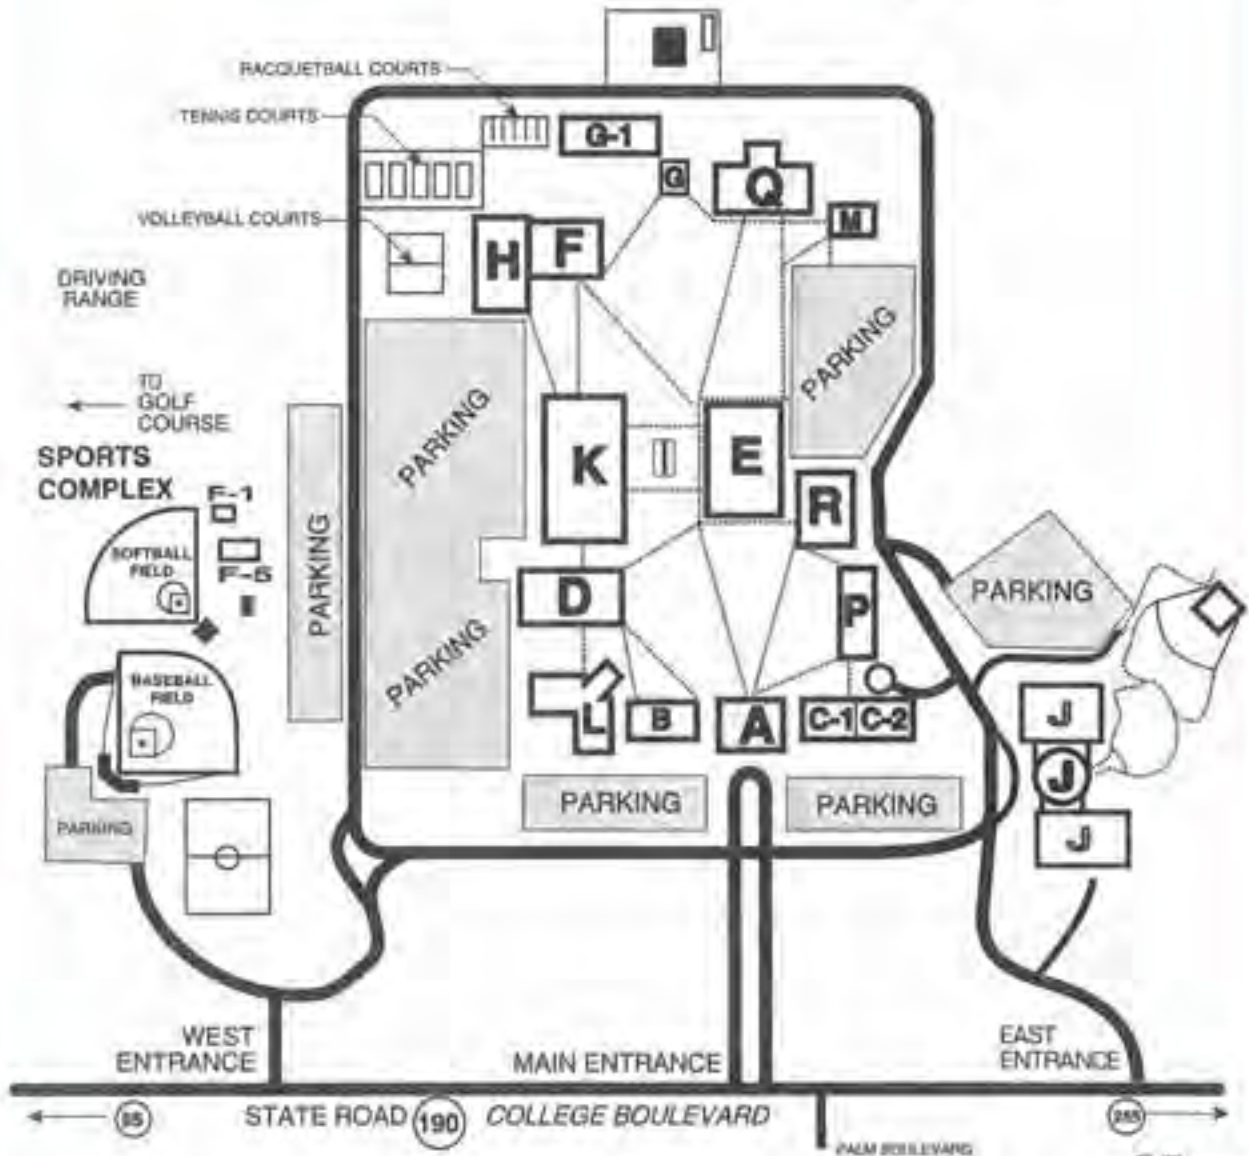 RACQUETBALL COURTS
TENNIS COURTS
G-1
G
Q
VOLLEYBALL COURTS
M
H
F
DRIVING
RANGE
PARKING
TO
GOLF
COURSE
PARKING
SPORTS
COMPLEX
K
E
R
F-1
SOFTBALL
FIELD
F-5
PARKING
D
P
PARKING
PARKING
BASEBALL
FIELD
L
B
A
C-1
C-2
J
J
J
PARKING
PARKING
PARKING
WEST
ENTRANCE
MAIN ENTRANCE
EAST
ENTRANCE
STATE ROAD 190 COLLEGE BOULEVARD
PALM BOULEVARD